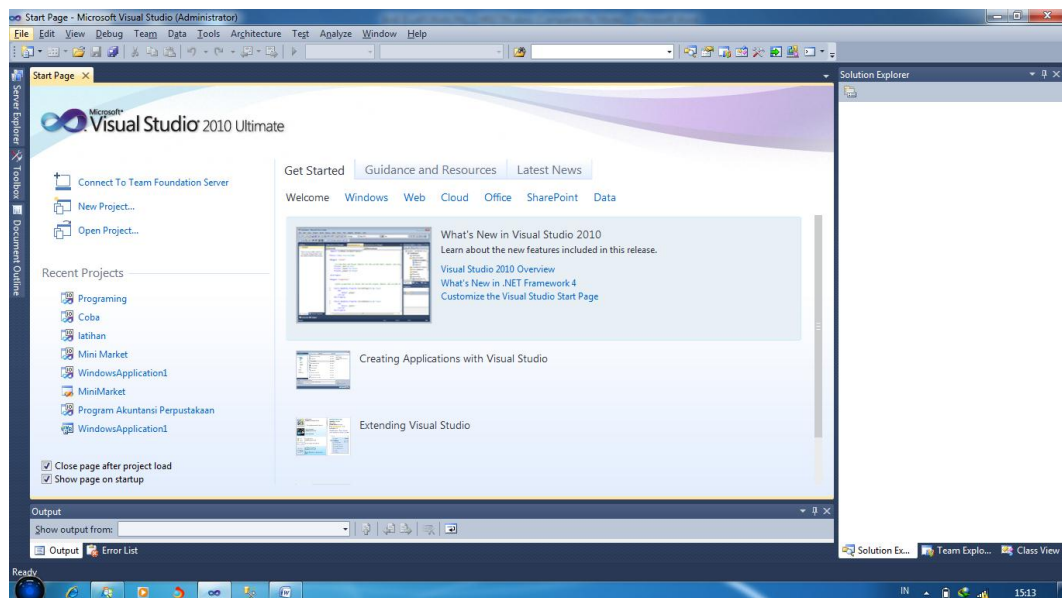 Start Page - Microsoft Visual Studio (Administrator)
File Edit View Debug Team Data Tools Architecture Test Analyze Window Help
Start Page
Solution Explorer
Server Explorer
Toolbox
Document Outline
Microsoft
Visual Studio 2010 Ultimate
Connect To Team Foundation Server
New Project...
Open Project...
Recent Projects
Programing
Coba
latihan
Mini Market
WindowsApplication1
MiniMarket
Program Akuntansi Perpustakaan
WindowsApplication1
Close page after project load
Show page on startup
Get Started Guidance and Resources Latest News
Welcome Windows Web Cloud Office SharePoint Data
What's New in Visual Studio 2010
Learn about the new features included in this release.
Visual Studio 2010 Overview
What's New in .NET Framework 4
Customize the Visual Studio Start Page
Creating Applications with Visual Studio
Extending Visual Studio
Output
Show output from:
Output Error List
Solution Ex... Team Explo... Class View
Ready
IN 15:13